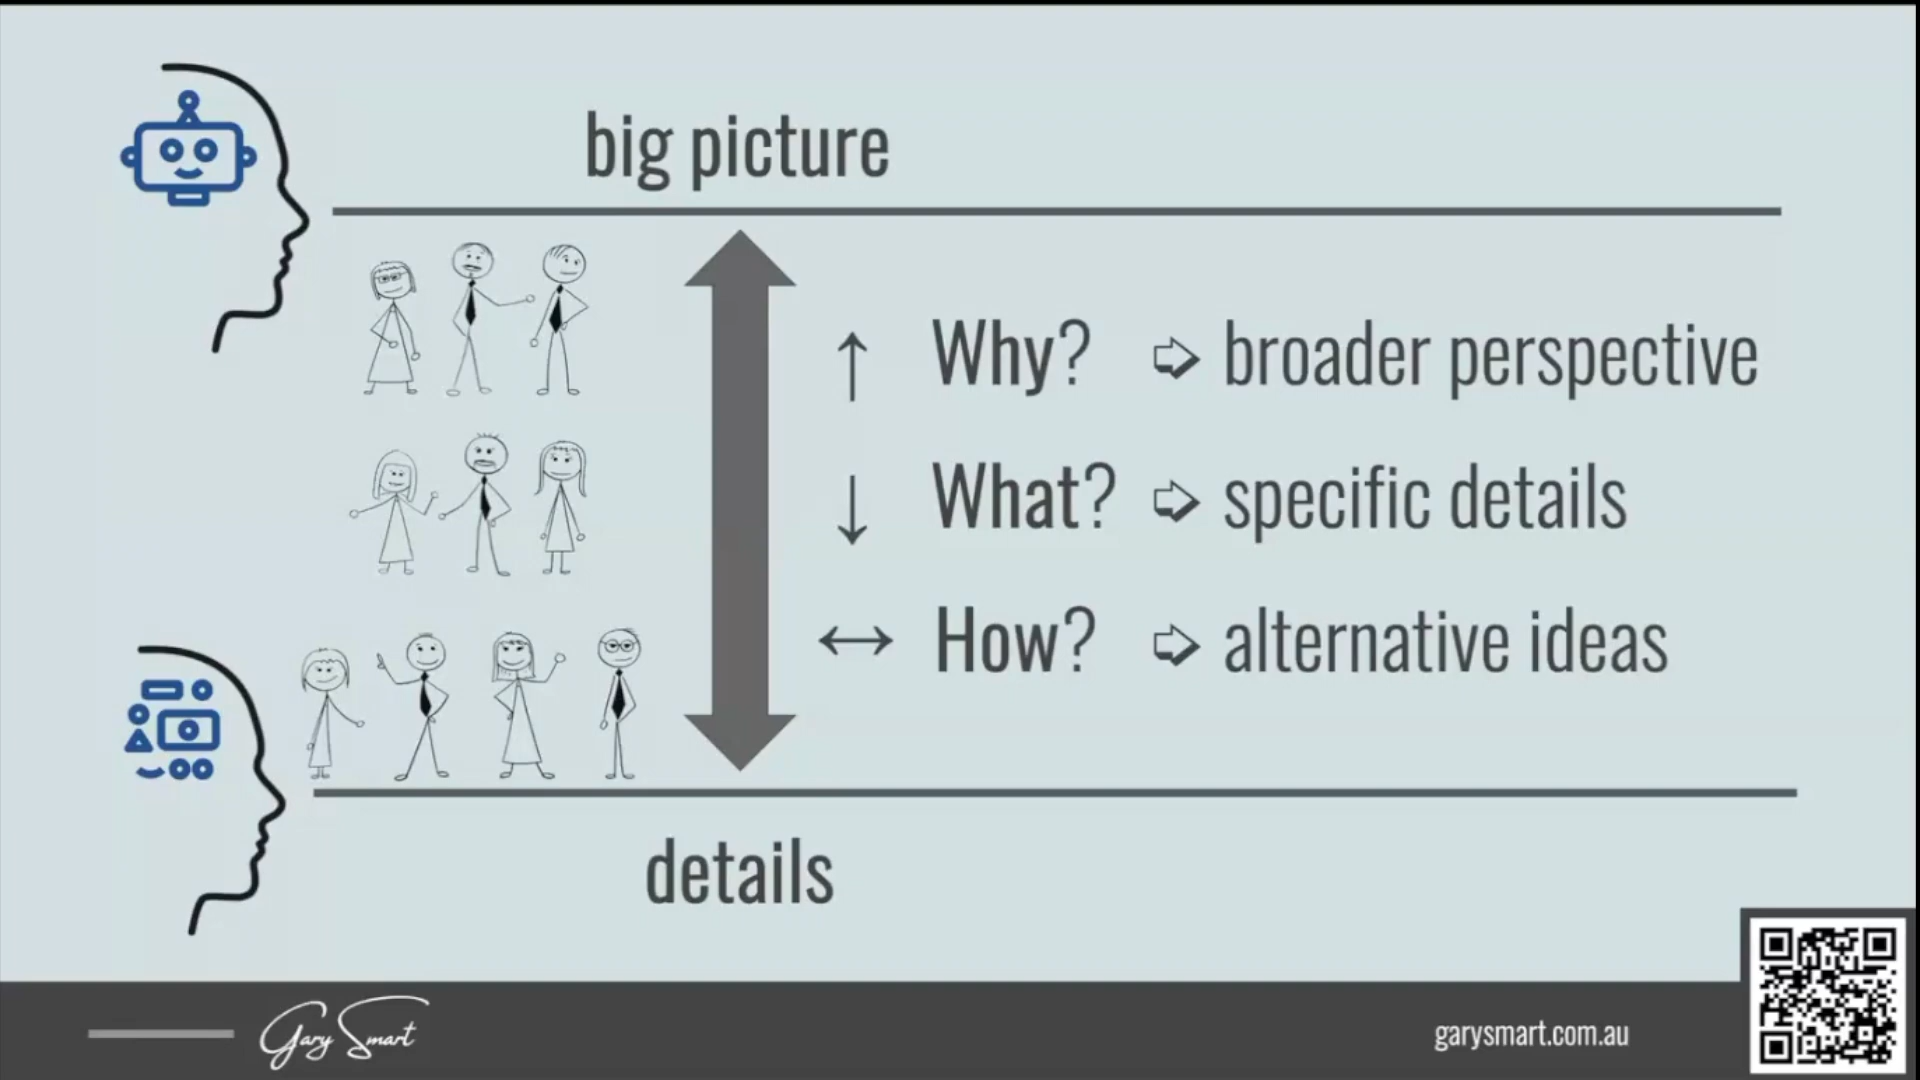 big picture
↑ Why? ➩ broader perspective
↓ What? ➩ specific details
↔ How? ➩ alternative ideas
details
Gary Smart
garysmart.com.au